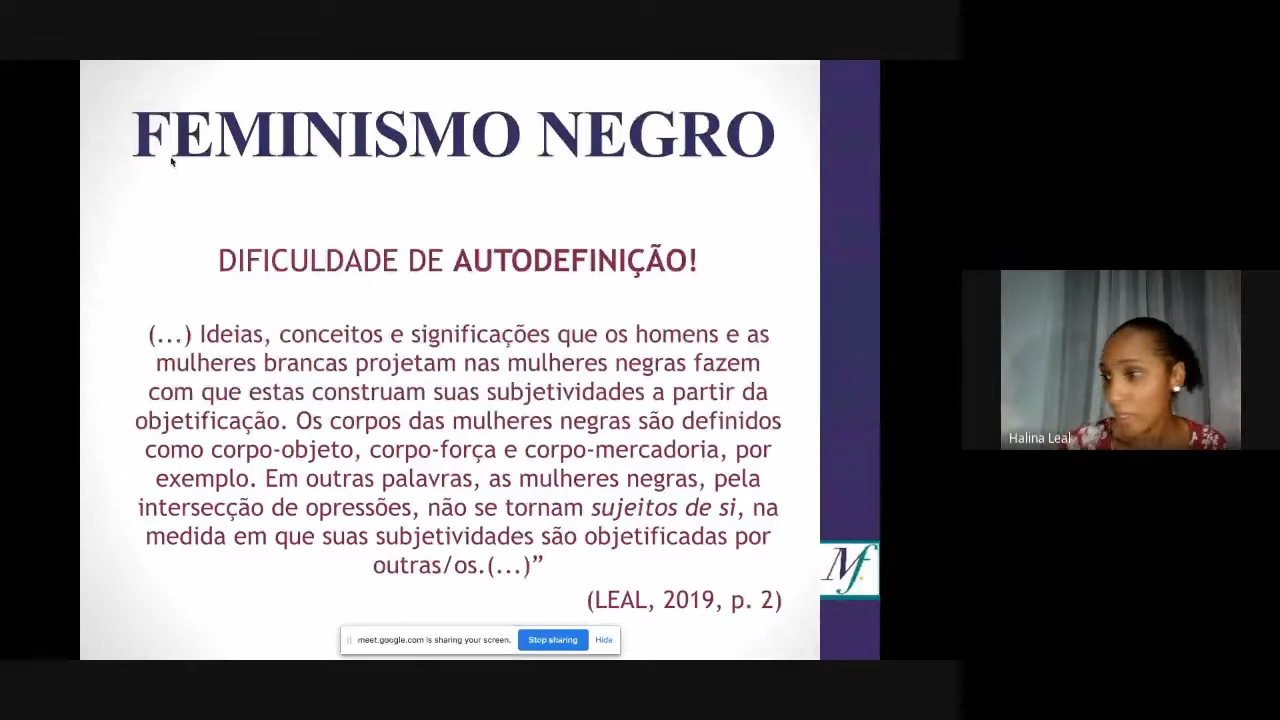 FEMINISMO NEGRO
DIFICULDADE DE AUTODEFINIÇÃO!
(...) Ideias, conceitos e significações que os homens e as
mulheres brancas projetam nas mulheres negras fazem
com que estas construam suas subjetividades a partir da
objetificação. Os corpos das mulheres negras são definidos
como corpo-objeto, corpo-força e corpo-mercadoria, por
exemplo. Em outras palavras, as mulheres negras, pela
intersecção de opressões, não se tornam sujeitos de si, na
medida em que suas subjetividades são objetificadas por
outras/os.(...)”
(LEAL, 2019, p. 2)
Mf
meet.google.com is sharing your screen. Stop sharing Hide
Halina Leal